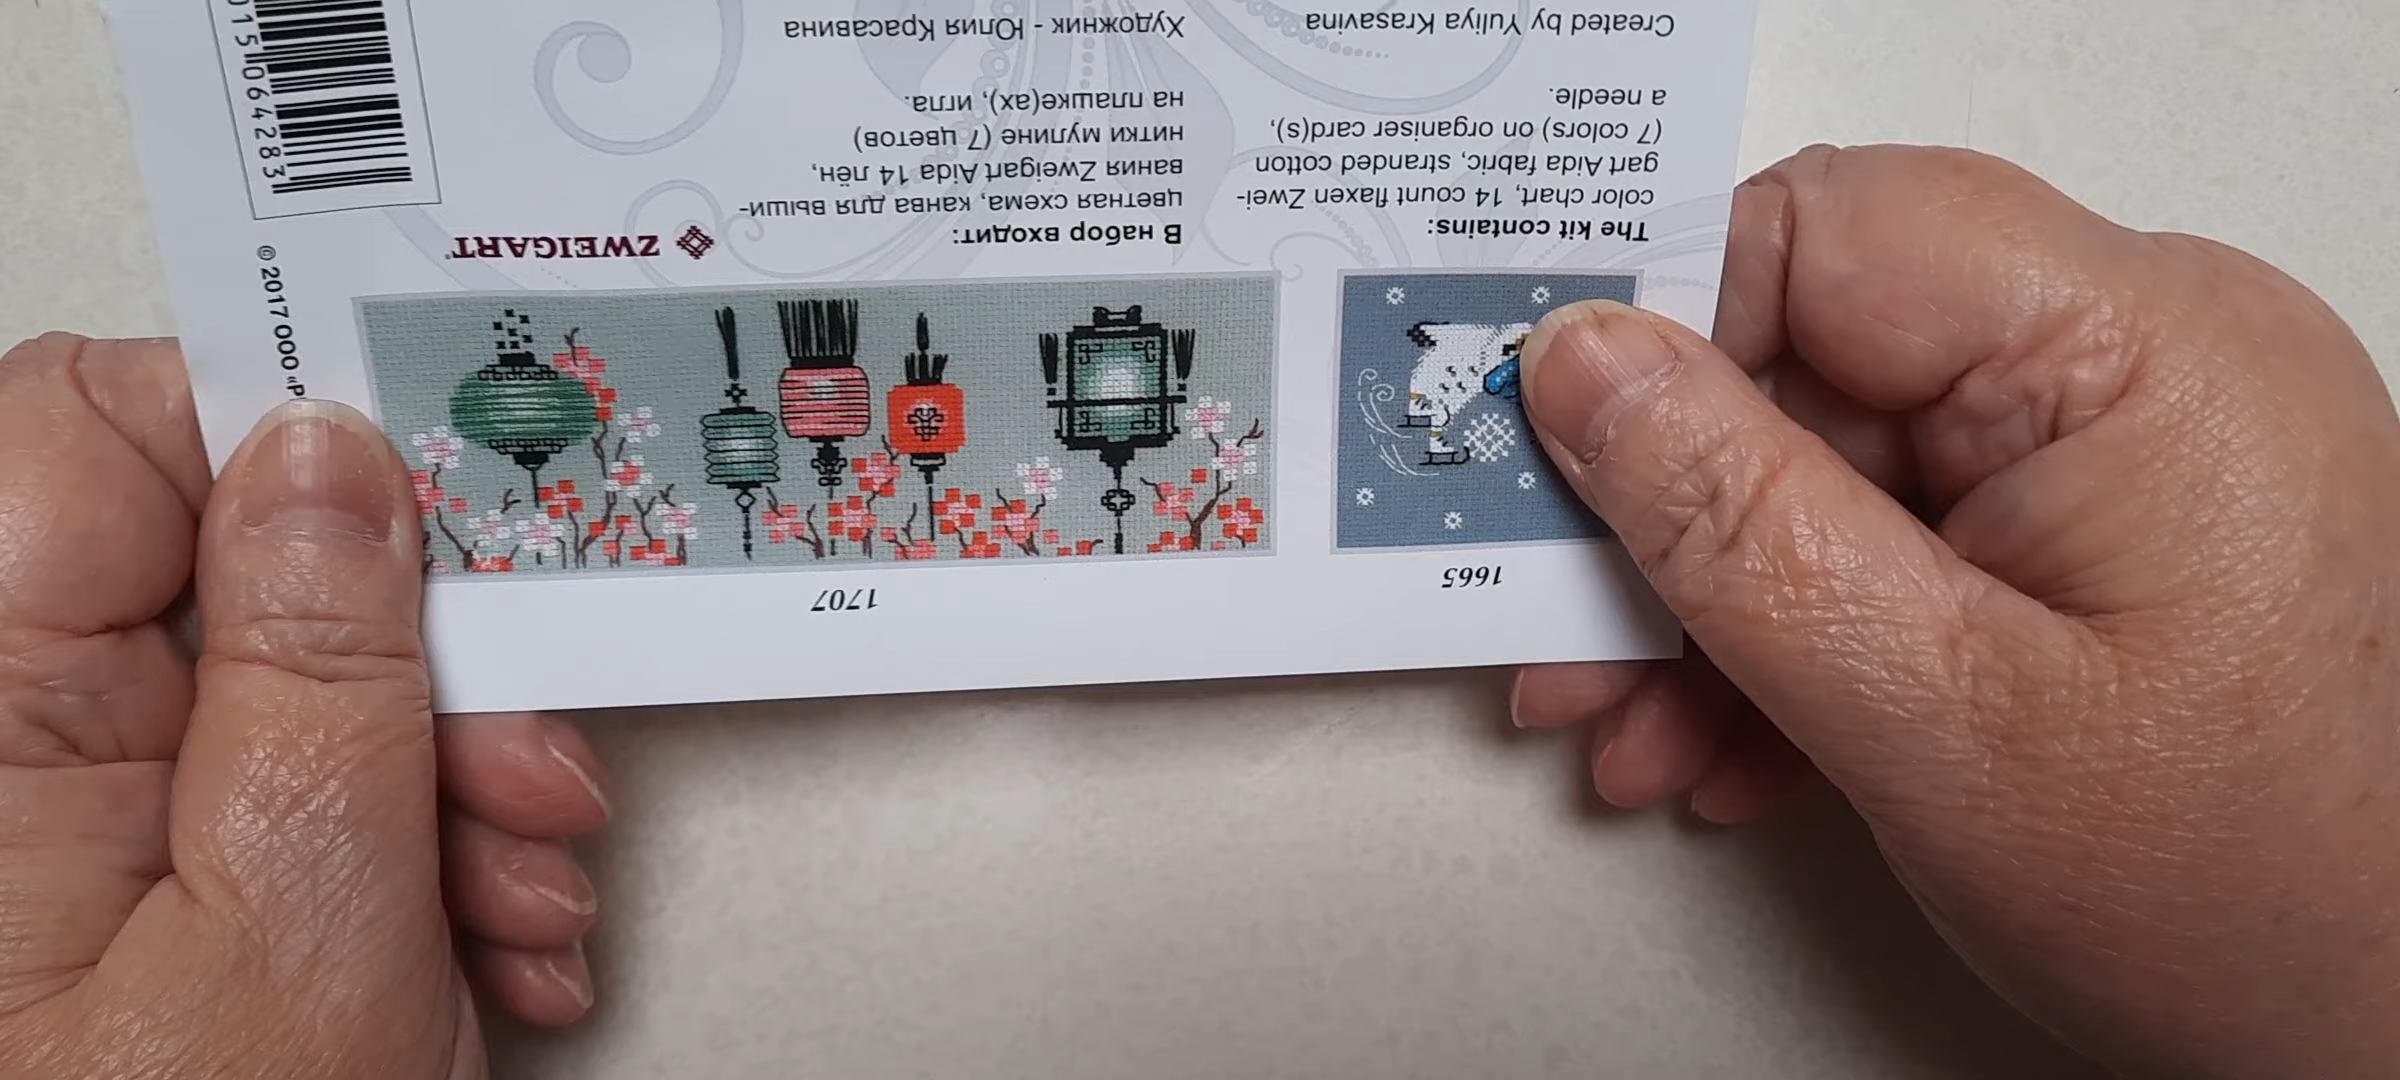 1665
1707
The kit contains:
color chart, 14 count flaxen Zwei-
gart Aida fabric, stranded cotton
(7 colors) on organiser card(s),
a needle.
Created by Yuliya Krasavina
В набор входит:
цветная схема, канва для выши-
вания Zweigart Aida 14 лён,
нитки мулине (7 цветов)
на плашке(ах), игла.
Художник - Юлия Красавина
ZWEIGART®
© 2017 ООО «Р
015064283